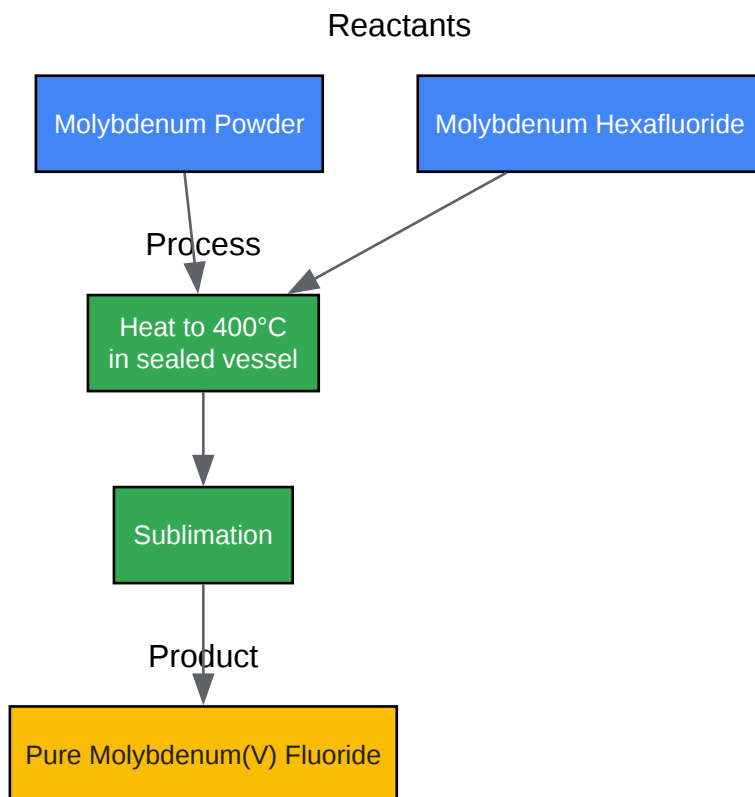 Reactants
Molybdenum Powder
Molybdenum Hexafluoride
Process
Heat to 400°C
in sealed vessel
Sublimation
Product
Pure Molybdenum(V) Fluoride